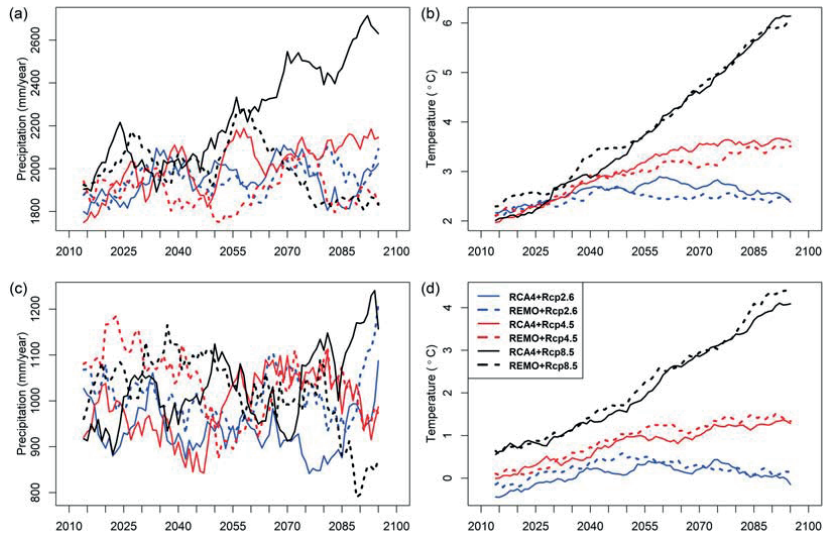 (a)
Precipitation (mm/year)
2600
2400
2200
2000
1800
2010 2025 2040 2055 2070 2085 2100
(b)
Temperature (°C)
6
5
4
3
2
2010 2025 2040 2055 2070 2085 2100
(c)
Precipitation (mm/year)
1200
1100
1000
900
800
2010 2025 2040 2055 2070 2085 2100
(d)
Temperature (°C)
4
3
2
1
0
RCA4+Rcp2.6
REMO+Rcp2.6
RCA4+Rcp4.5
REMO+Rcp4.5
RCA4+Rcp8.5
REMO+Rcp8.5
2010 2025 2040 2055 2070 2085 2100